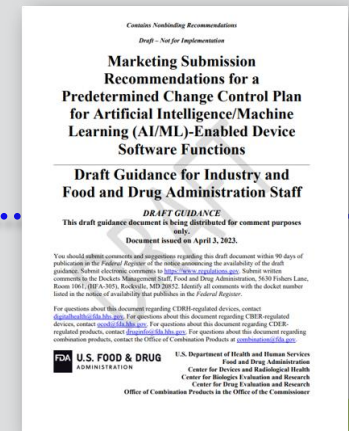 Contains Nonbinding Recommendations
Draft – Not for Implementation
Marketing Submission
Recommendations for a
Predetermined Change Control Plan
for Artificial Intelligence/Machine
Learning (AI/ML)-Enabled Device
Software Functions
Draft Guidance for Industry and
Food and Drug Administration Staff
DRAFT GUIDANCE
This draft guidance document is being distributed for comment purposes
only.
Document issued on April 3, 2023.
You should submit comments and suggestions regarding this draft document within 90 days of
publication in the Federal Register of the notice announcing the availability of the draft
guidance. Submit electronic comments to https://www.regulations.gov. Submit written
comments to the Dockets Management Staff, Food and Drug Administration, 5630 Fishers Lane,
Room 1061, (HFA-305), Rockville, MD 20852. Identify all comments with the docket number
listed in the notice of availability that publishes in the Federal Register.
For questions about this document regarding CDRH-regulated devices, contact
digitalhealth@fda.hhs.gov. For questions about this document regarding CBER-regulated
devices, contact ocod@fda.hhs.gov. For questions about this document regarding CDER-
regulated products, contact druginfo@fda.hhs.gov. For questions about this document regarding
combination products, contact the Office of Combination Products at combination@fda.gov.
FDA U.S. FOOD & DRUG
ADMINISTRATION
U.S. Department of Health and Human Services
Food and Drug Administration
Center for Devices and Radiological Health
Center for Biologics Evaluation and Research
Center for Drug Evaluation and Research
Office of Combination Products in the Office of the Commissioner
DRAFT